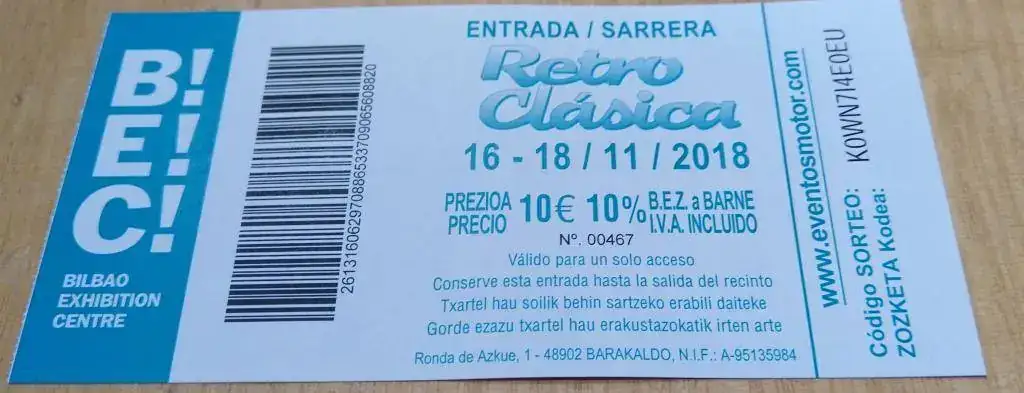 B!
E!
C!
BILBAO
EXHIBITION
CENTRE
26131606297088653370906560 8820
ENTRADA / SARRERA
Retro
Clásica
16 - 18 / 11 / 2018
PREZIOA 10€ 10% B.E.Z. a BARNE
PRECIO I.V.A. INCLUIDO
Nº. 00467
Válido para un solo acceso
Conserve esta entrada hasta la salida del recinto
Txartel hau soilik behin sartzeko erabili daiteke
Gorde ezazu txartel hau erakustazokatik irten arte
Ronda de Azkue, 1 - 48902 BARAKALDO, N.I.F.: A-95135984
www.eventosmotor.com
Código SORTEO: K0WN7I4E0EU
ZOZKETA Kodea: